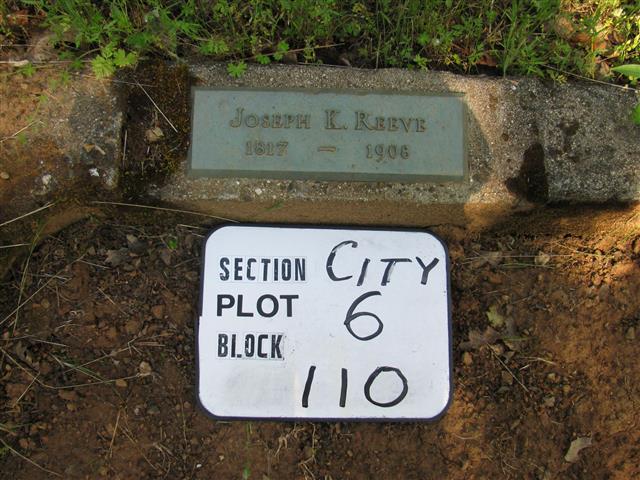 JOSEPH K. REEVE
1817 — 1906
SECTION CITY
PLOT 6
BLOCK 110